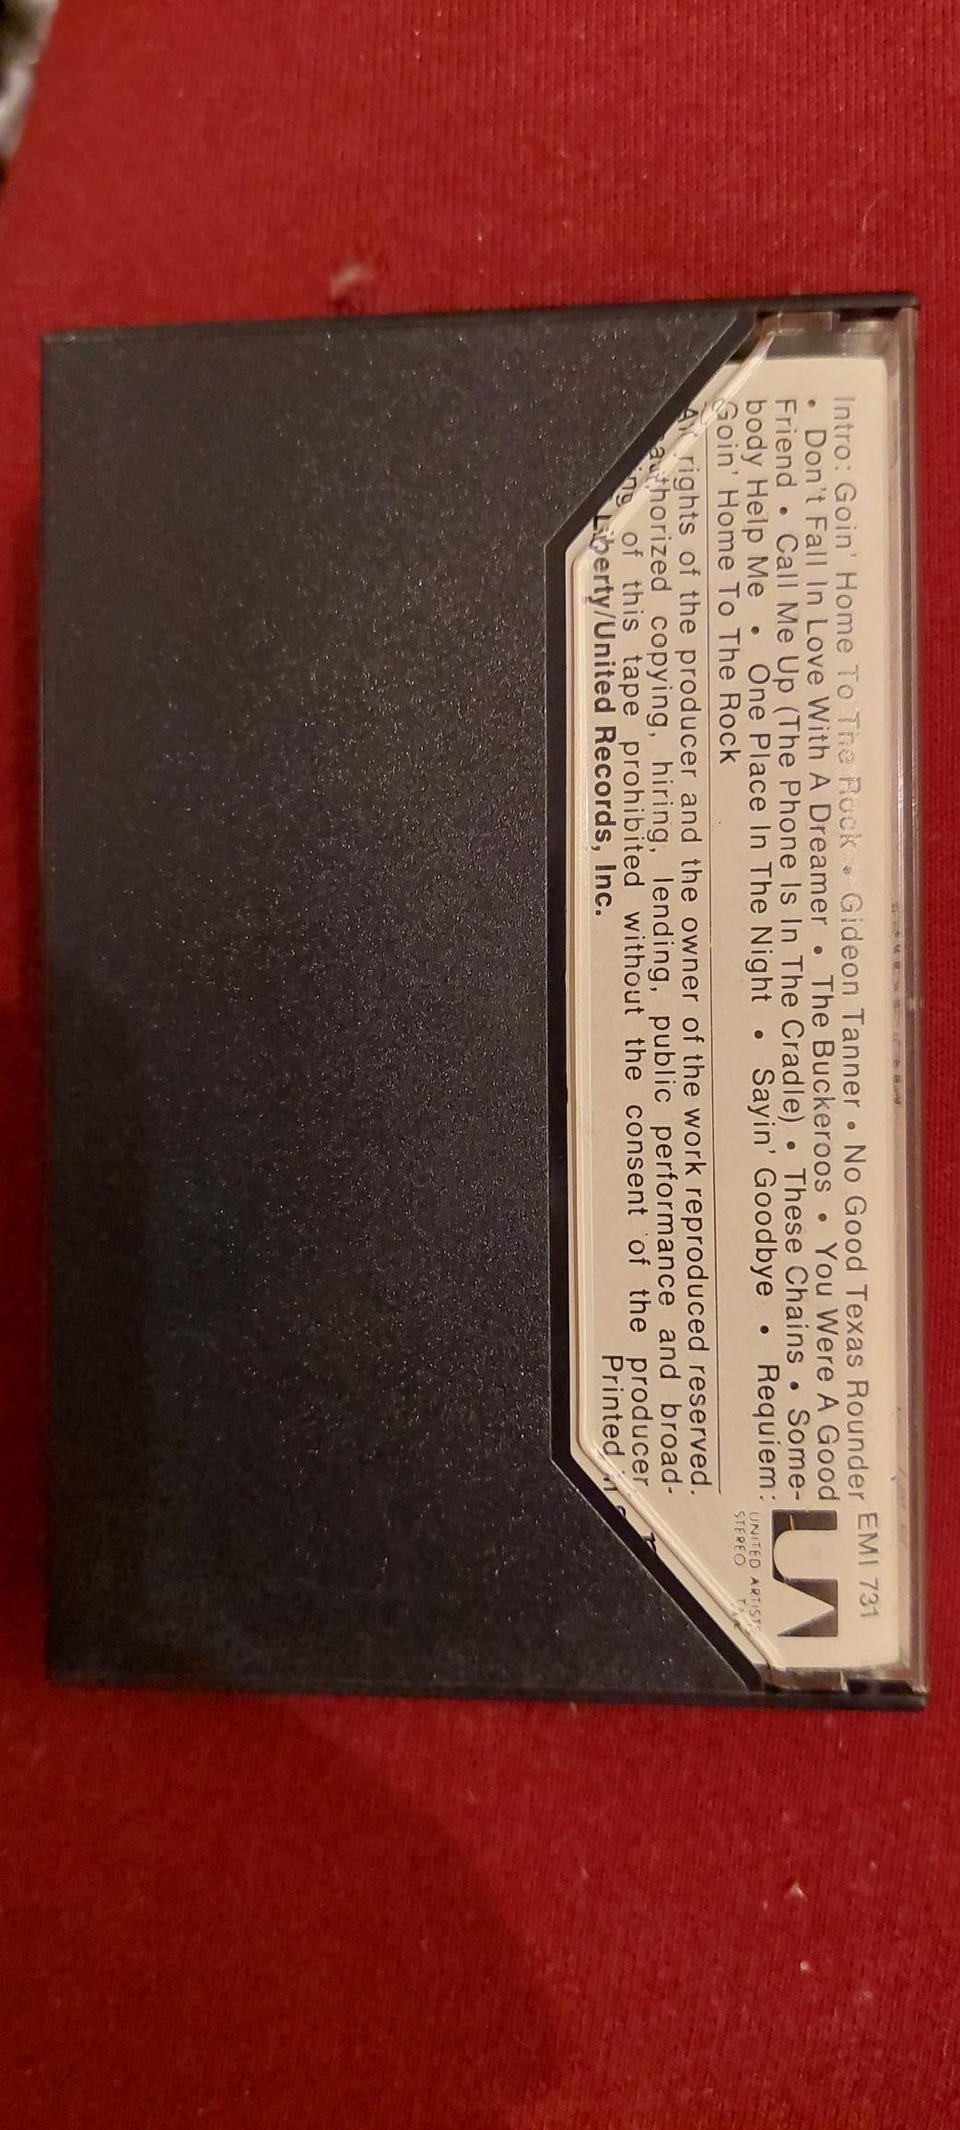 Intro: Goin' Home To The Rock • Gideon Tanner • No Good Texas Rounder
• Don't Fall In Love With A Dreamer • The Buckeroos • You Were A Good
Friend • Call Me Up (The Phone Is In The Cradle) • These Chains • Some-
body Help Me • One Place In The Night • Sayin' Goodbye • Requiem:
Goin' Home To The Rock
EMI 731
UA
UNITED ARTISTS
STEREO
All rights of the producer and the owner of the work reproduced reserved.
authorized copying, hiring, lending, public performance and broad-
ing of this tape prohibited without the consent of the producer
Liberty/United Records, Inc. Printed in